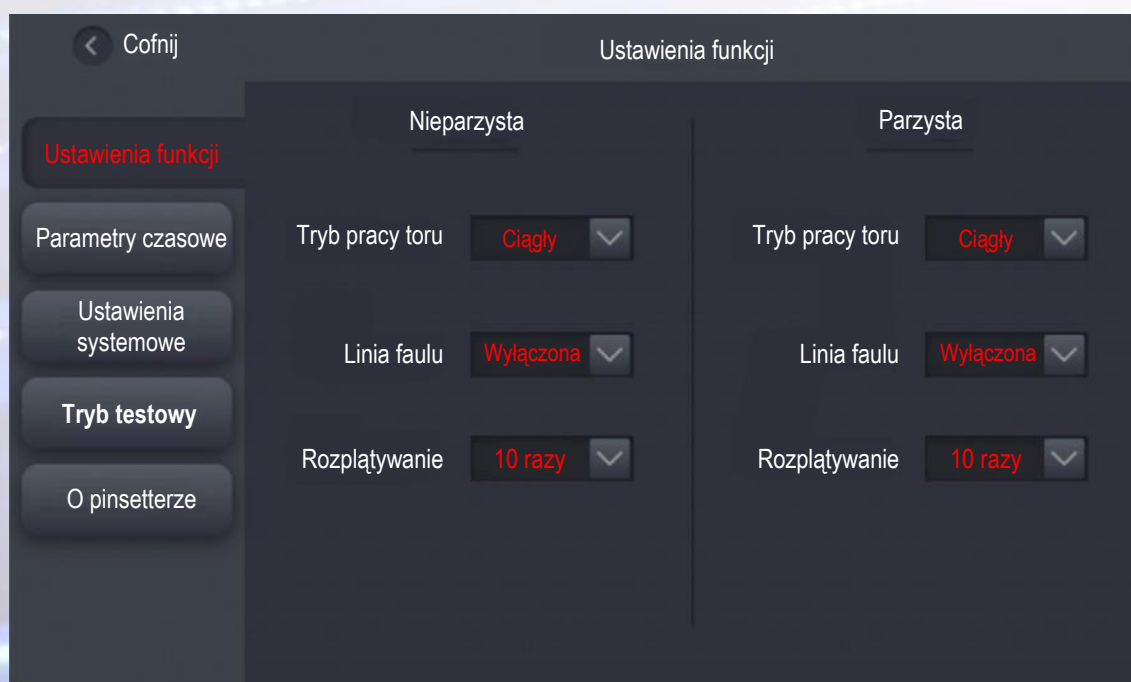 Cofnij
Ustawienia funkcji
Ustawienia funkcji
Parametry czasowe
Ustawienia
systemowe
Tryb testowy
O pinsetterze
Nieparzysta
Tryb pracy toru Ciągły
Linia faulu Wyłączona
Rozplątywanie 10 razy
Parzysta
Tryb pracy toru Ciągły
Linia faulu Wyłączona
Rozplątywanie 10 razy